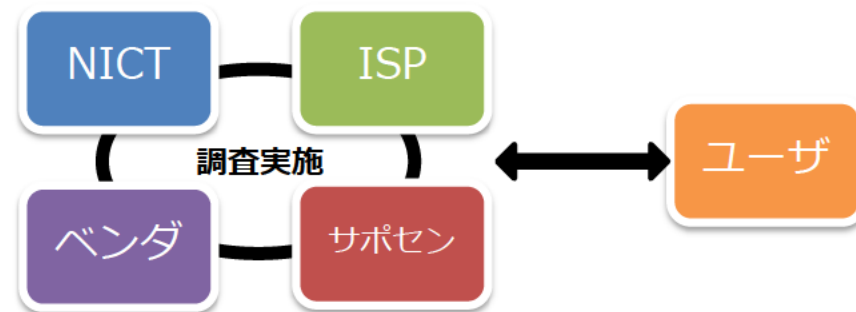 NICT
ISP
調査実施
ユーザ
ベンダ
サポセン